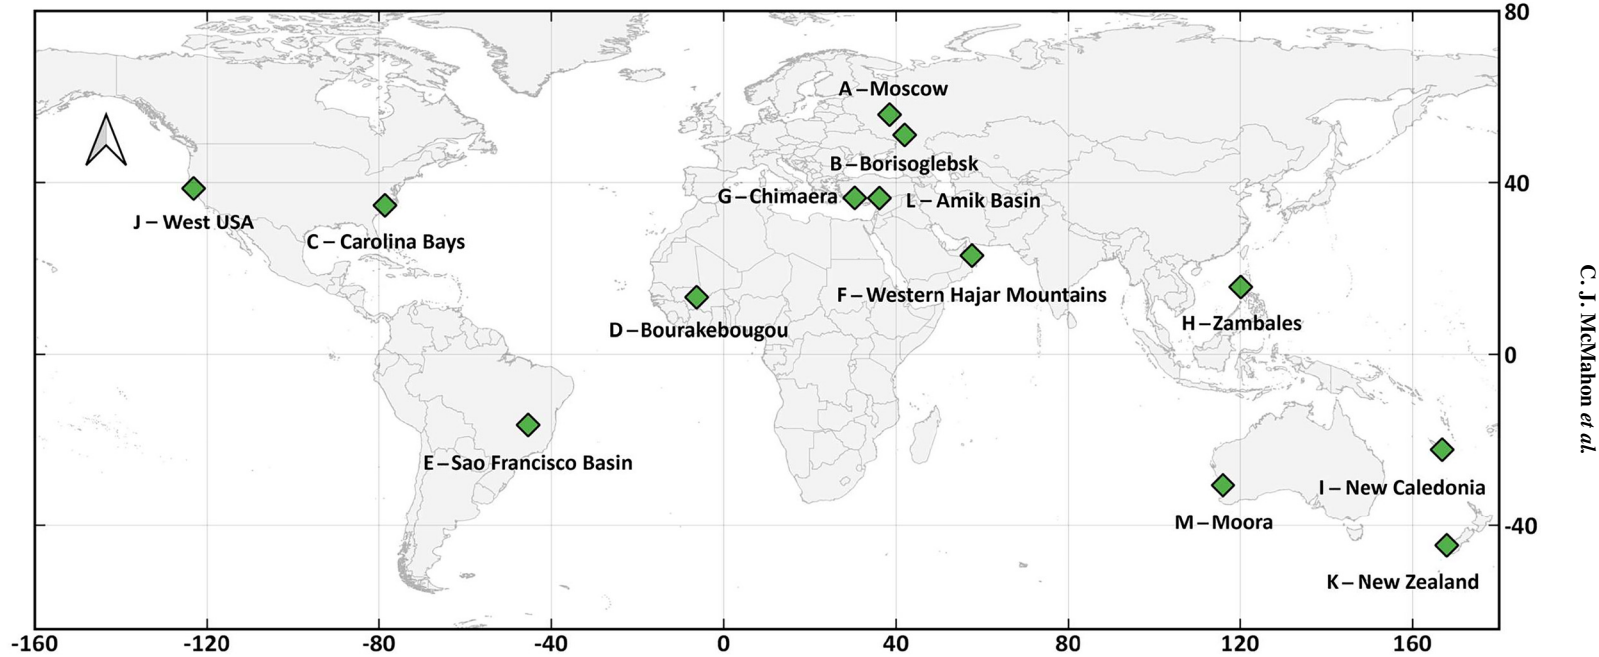 80
A – Moscow
B – Borisoglebsk
40
G – Chimaera
L – Amik Basin
J – West USA
C – Carolina Bays
F – Western Hajar Mountains
D – Bourakebougou
H – Zambales
0
E – Sao Francisco Basin
I – New Caledonia
M – Moora
-40
K – New Zealand
-160 -120 -80 -40 0 40 80 120 160
C. J. McMahon et al.